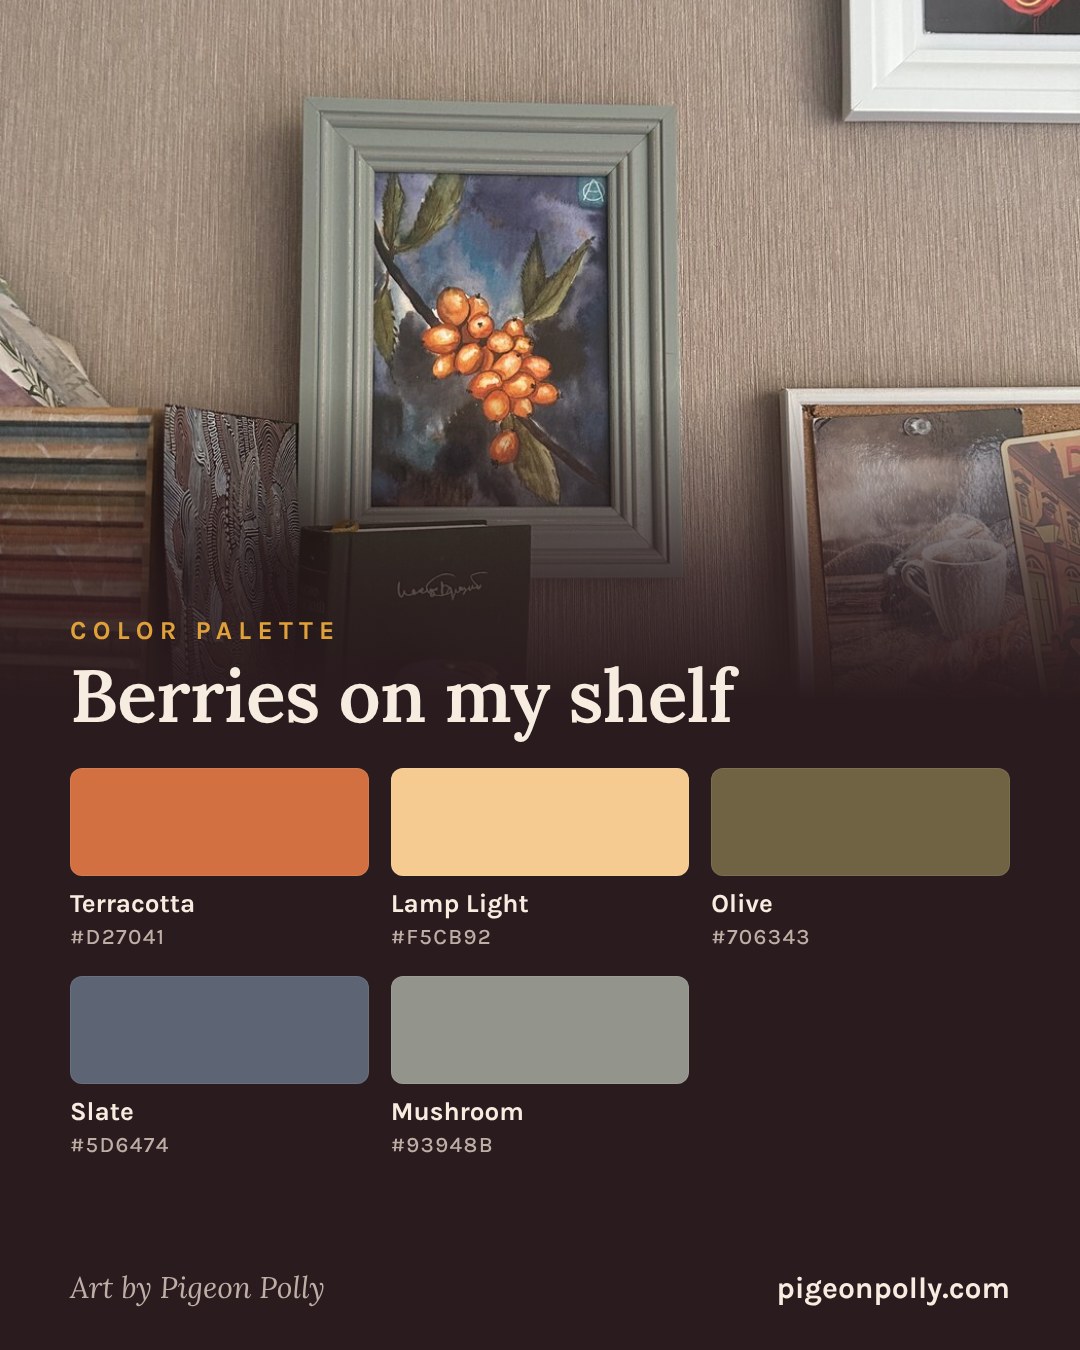 COLOR PALETTE
Berries on my shelf
Terracotta
#D27041
Lamp Light
#F5CB92
Olive
#706343
Slate
#5D6474
Mushroom
#93948B
Art by Pigeon Polly
pigeonpolly.com